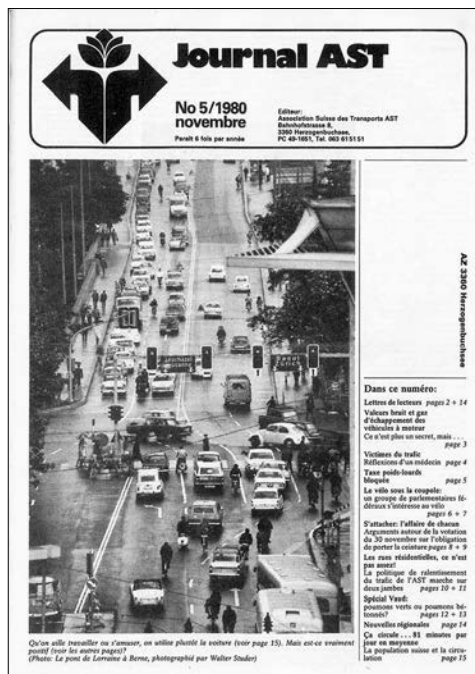 Journal AST
No 5/1980
novembre
Paraît 6 fois par année
Editeur:
Association Suisse des Transports AST
Bahnhofstrasse 8,
3360 Herzogenbuchsee,
PC 49-1651, Tel. 063 61 51 51
AZ 3360 Herzogenbuchsee
Dans ce numéro:
Lettres de lecteurs pages 2 + 14
Valeurs bruit et gaz
d'échappement des
véhicules à moteur
Ce n'est plus un secret, mais . . .
page 3
Victimes du trafic
Réflexions d'un médecin page 4
Taxe poids-lourds
bloquée page 5
Le vélo sous la coupole:
un groupe de parlementaires fé-
déraux s'intéresse au vélo
pages 6 + 7
S'attacher: l'affaire de chacun
Arguments autour de la votation
du 30 novembre sur l'obligation
de porter la ceinture pages 8 + 9
Les rues résidentielles, ce n'est
pas assez!
La politique de ralentissement
du trafic de l'AST marche sur
deux jambes pages 10 + 11
Spécial Vaud:
poumons verts ou poumons bé-
tonnés? pages 12 + 13
Nouvelles régionales page 14
Ça circule . . . 81 minutes par
jour en moyenne
La population suisse et la circu-
lation page 15
Qu'on aille travailler ou s'amuser, on utilise plustôt la voiture (voir page 15). Mais est-ce vraiment
positif (voir les autres pages)?
(Photo: Le pont de Lorraine à Berne, photographié par Walter Studer)